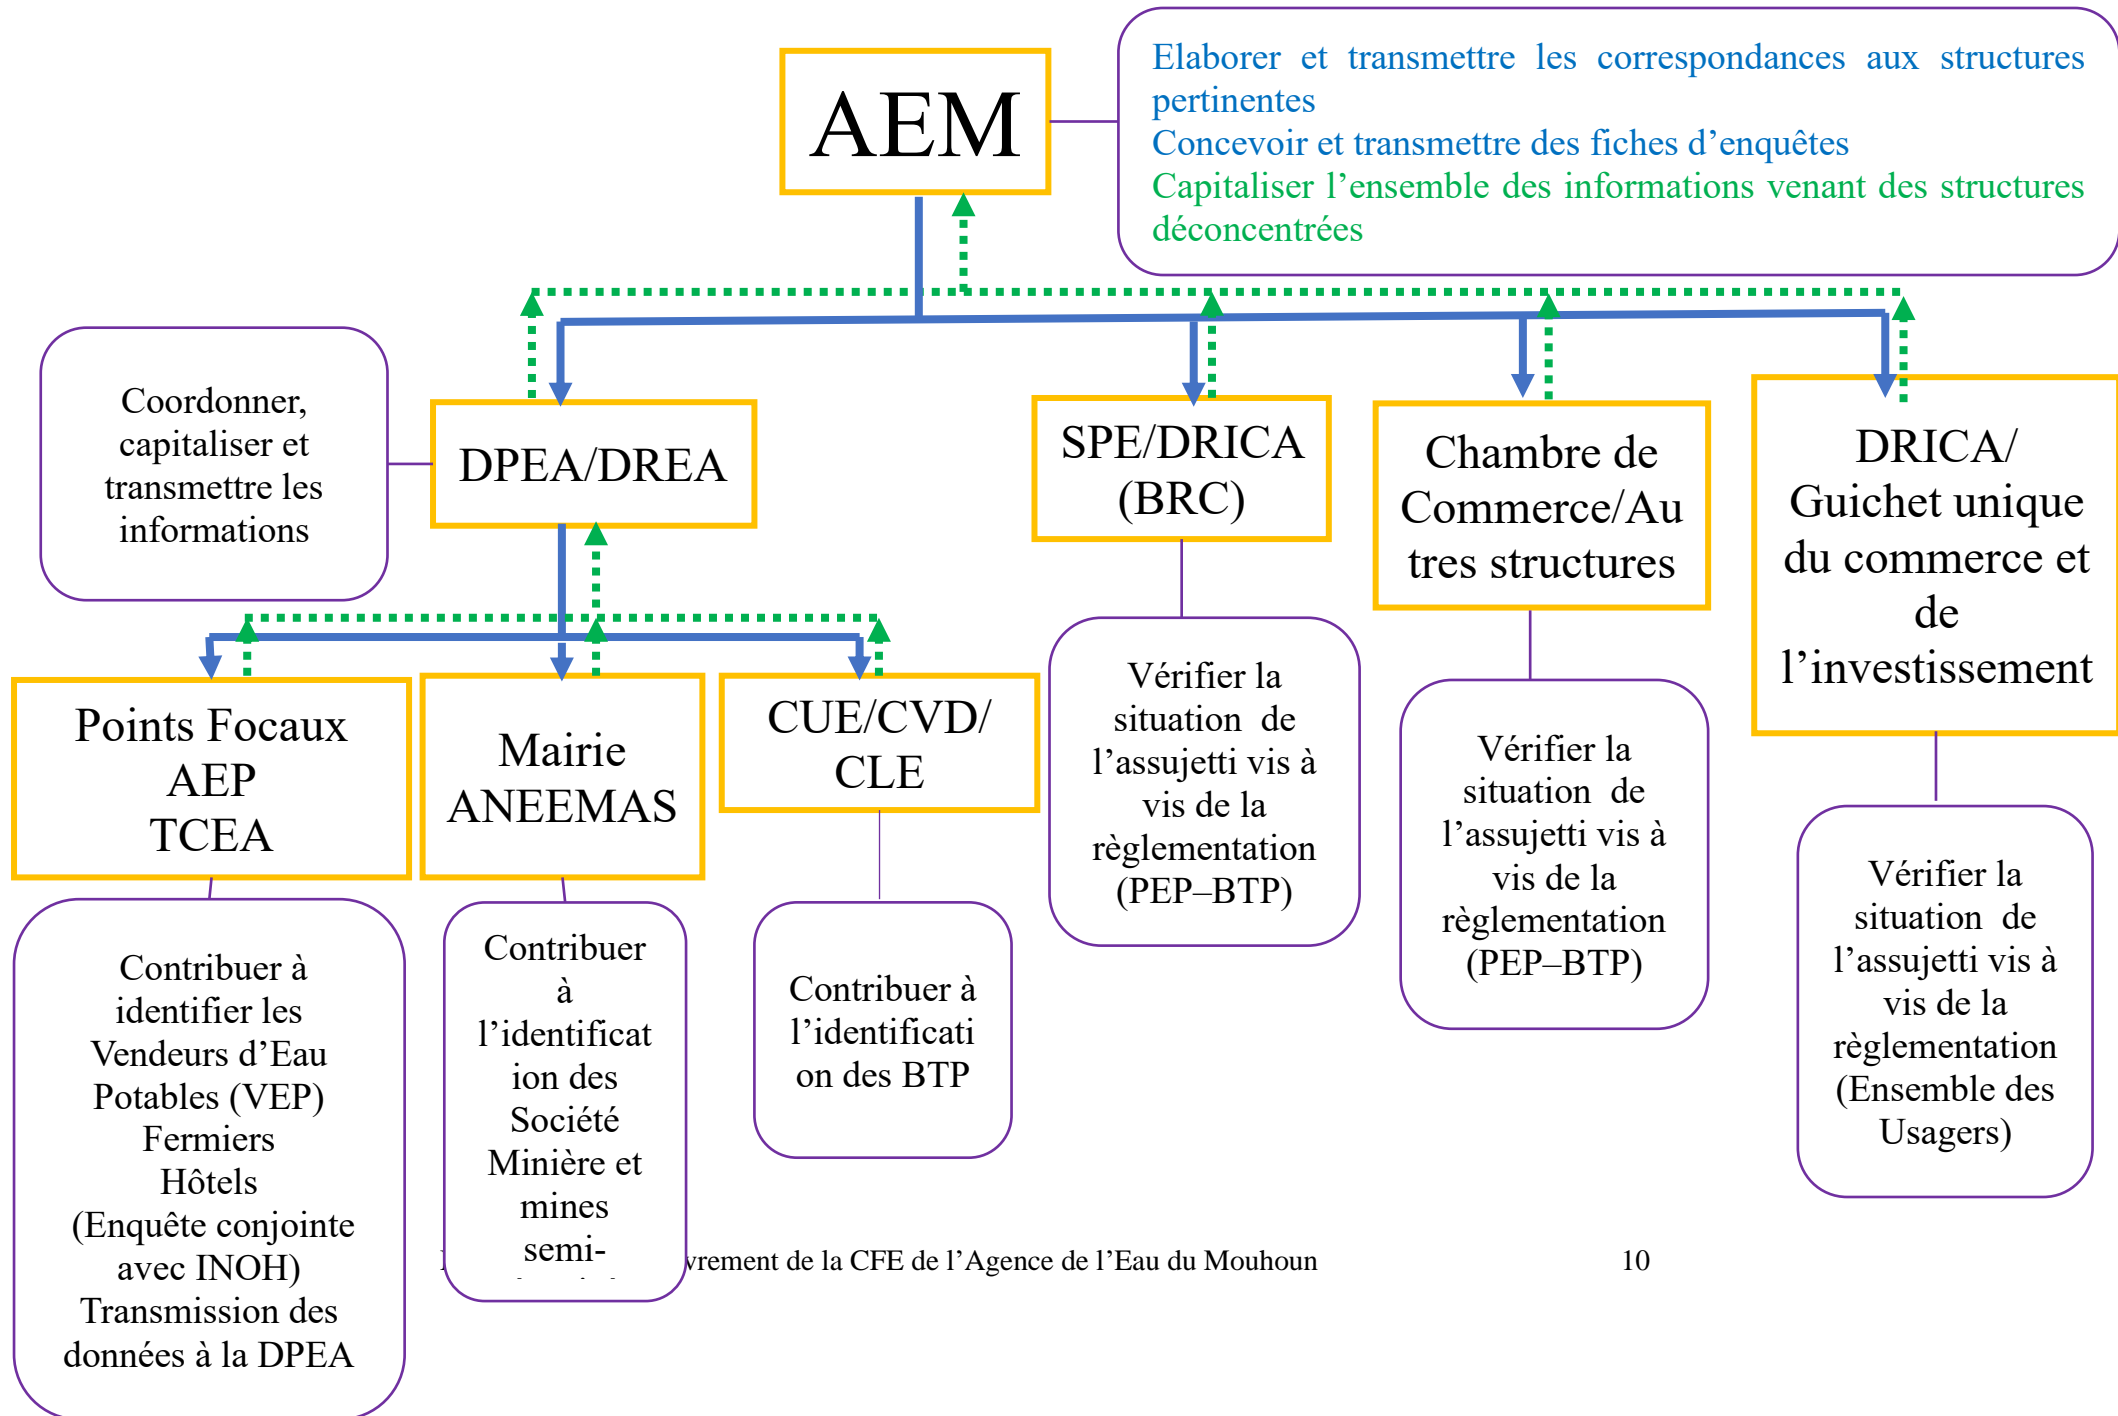 AEM
Elaborer et transmettre les correspondances aux structures
pertinentes
Concevoir et transmettre des fiches d’enquêtes
Capitaliser l’ensemble des informations venant des structures
déconcentrées
Coordonner,
capitaliser et
transmettre les
informations
DPEA/DREA
SPE/DRICA
(BRC)
Chambre de
Commerce/Au
tres structures
DRICA/
Guichet unique
du commerce et
de
l’investissement
Points Focaux
AEP
TCEA
Mairie
ANEEMAS
CUE/CVD/
CLE
Vérifier la
situation de
l’assujetti vis à
vis de la
règlementation
(PEP–BTP)
Vérifier la
situation de
l’assujetti vis à
vis de la
règlementation
(PEP–BTP)
Vérifier la
situation de
l’assujetti vis à
vis de la
règlementation
(Ensemble des
Usagers)
Contribuer à
identifier les
Vendeurs d’Eau
Potables (VEP)
Fermiers
Hôtels
(Enquête conjointe
avec INOH)
Transmission des
données à la DPEA
Contribuer
à
l’identificat
ion des
Société
Minière et
mines
semi-
Contribuer à
l’identificati
on des BTP
vrement de la CFE de l’Agence de l’Eau du Mouhoun
10